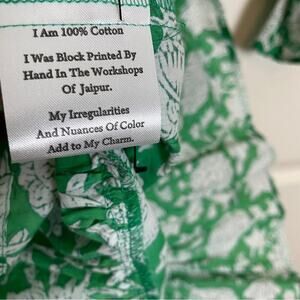 I Am 100% Cotton
I Was Block Printed By
Hand In The Workshops
Of Jaipur.
My Irregularities
And Nuances Of Color
Add to My Charm.